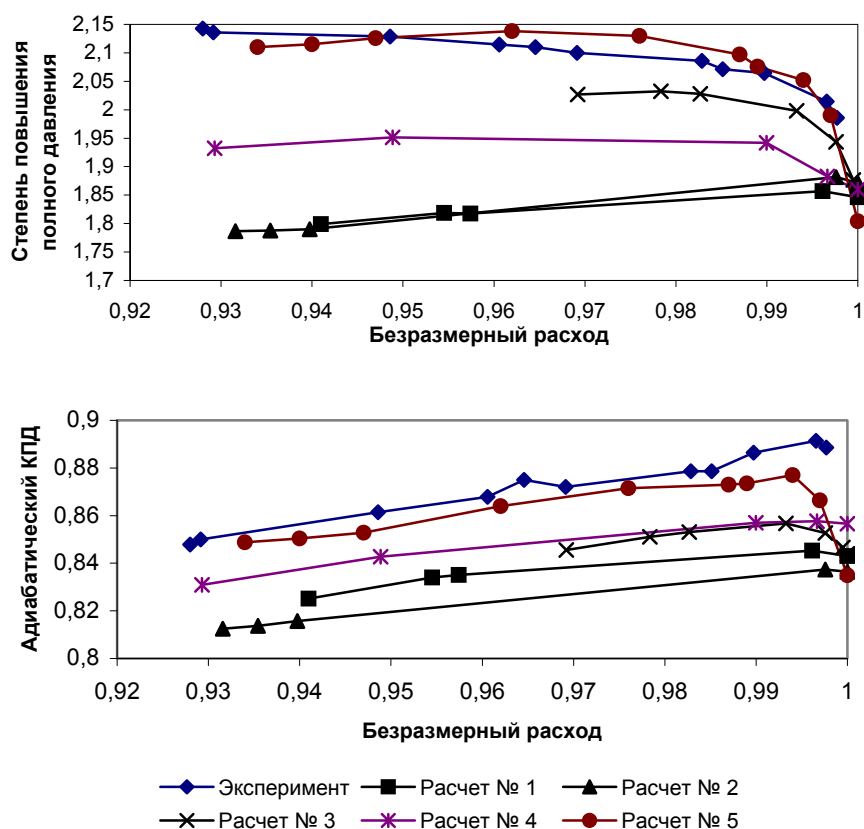 Степень повышения
полного давления
2,15
2,1
2,05
2
1,95
1,9
1,85
1,8
1,75
1,7
0,92 0,93 0,94 0,95 0,96 0,97 0,98 0,99 1
Безразмерный расход
Адиабатический КПД
0,9
0,88
0,86
0,84
0,82
0,8
0,92 0,93 0,94 0,95 0,96 0,97 0,98 0,99 1
Безразмерный расход
Эксперимент Расчет № 1 Расчет № 2
Расчет № 3 Расчет № 4 Расчет № 5